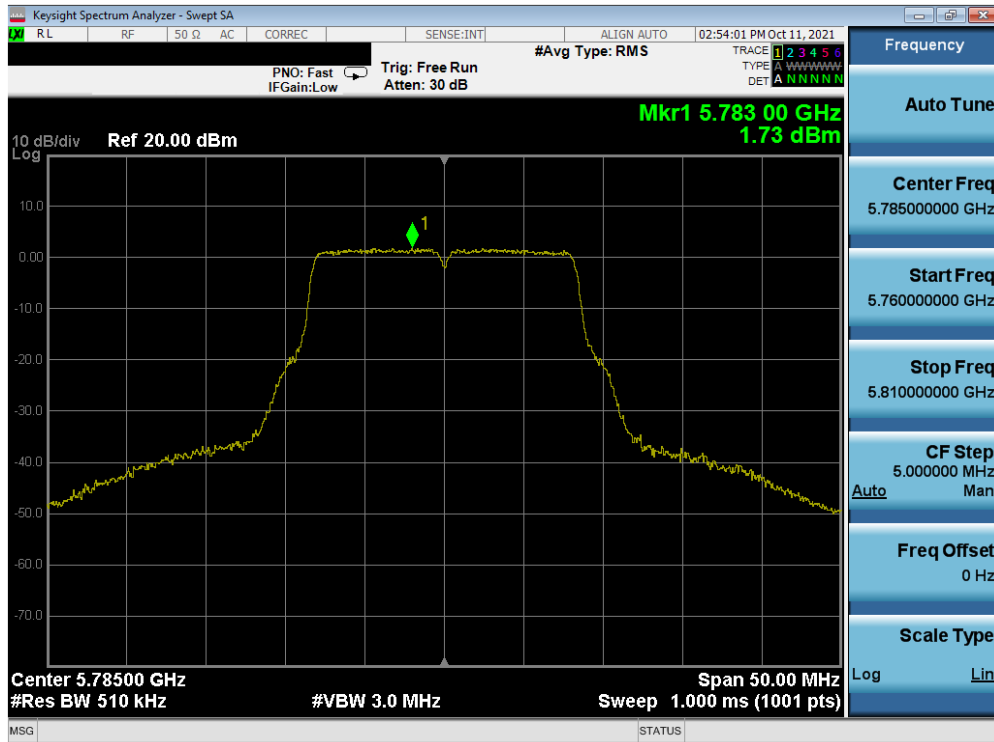 Keysight Spectrum Analyzer - Swept SA
LXI RL RF 50 Ω AC CORREC SENSE:INT ALIGN AUTO 02:54:01 PM Oct 11, 2021
#Avg Type: RMS TRACE 1 2 3 4 5 6
PNO: Fast Trig: Free Run TYPE A WWWWW
IFGain:Low Atten: 30 dB DET A N N N N N
Mkr1 5.783 00 GHz
1.73 dBm
10 dB/div Ref 20.00 dBm
Log
10.0
1
0.00
-10.0
-20.0
-30.0
-40.0
-50.0
-60.0
-70.0
Center 5.78500 GHz Span 50.00 MHz
#Res BW 510 kHz #VBW 3.0 MHz Sweep 1.000 ms (1001 pts)
MSG STATUS
Frequency
Auto Tune
Center Freq
5.785000000 GHz
Start Freq
5.760000000 GHz
Stop Freq
5.810000000 GHz
CF Step
5.000000 MHz
Auto Man
Freq Offset
0 Hz
Scale Type
Log Lin